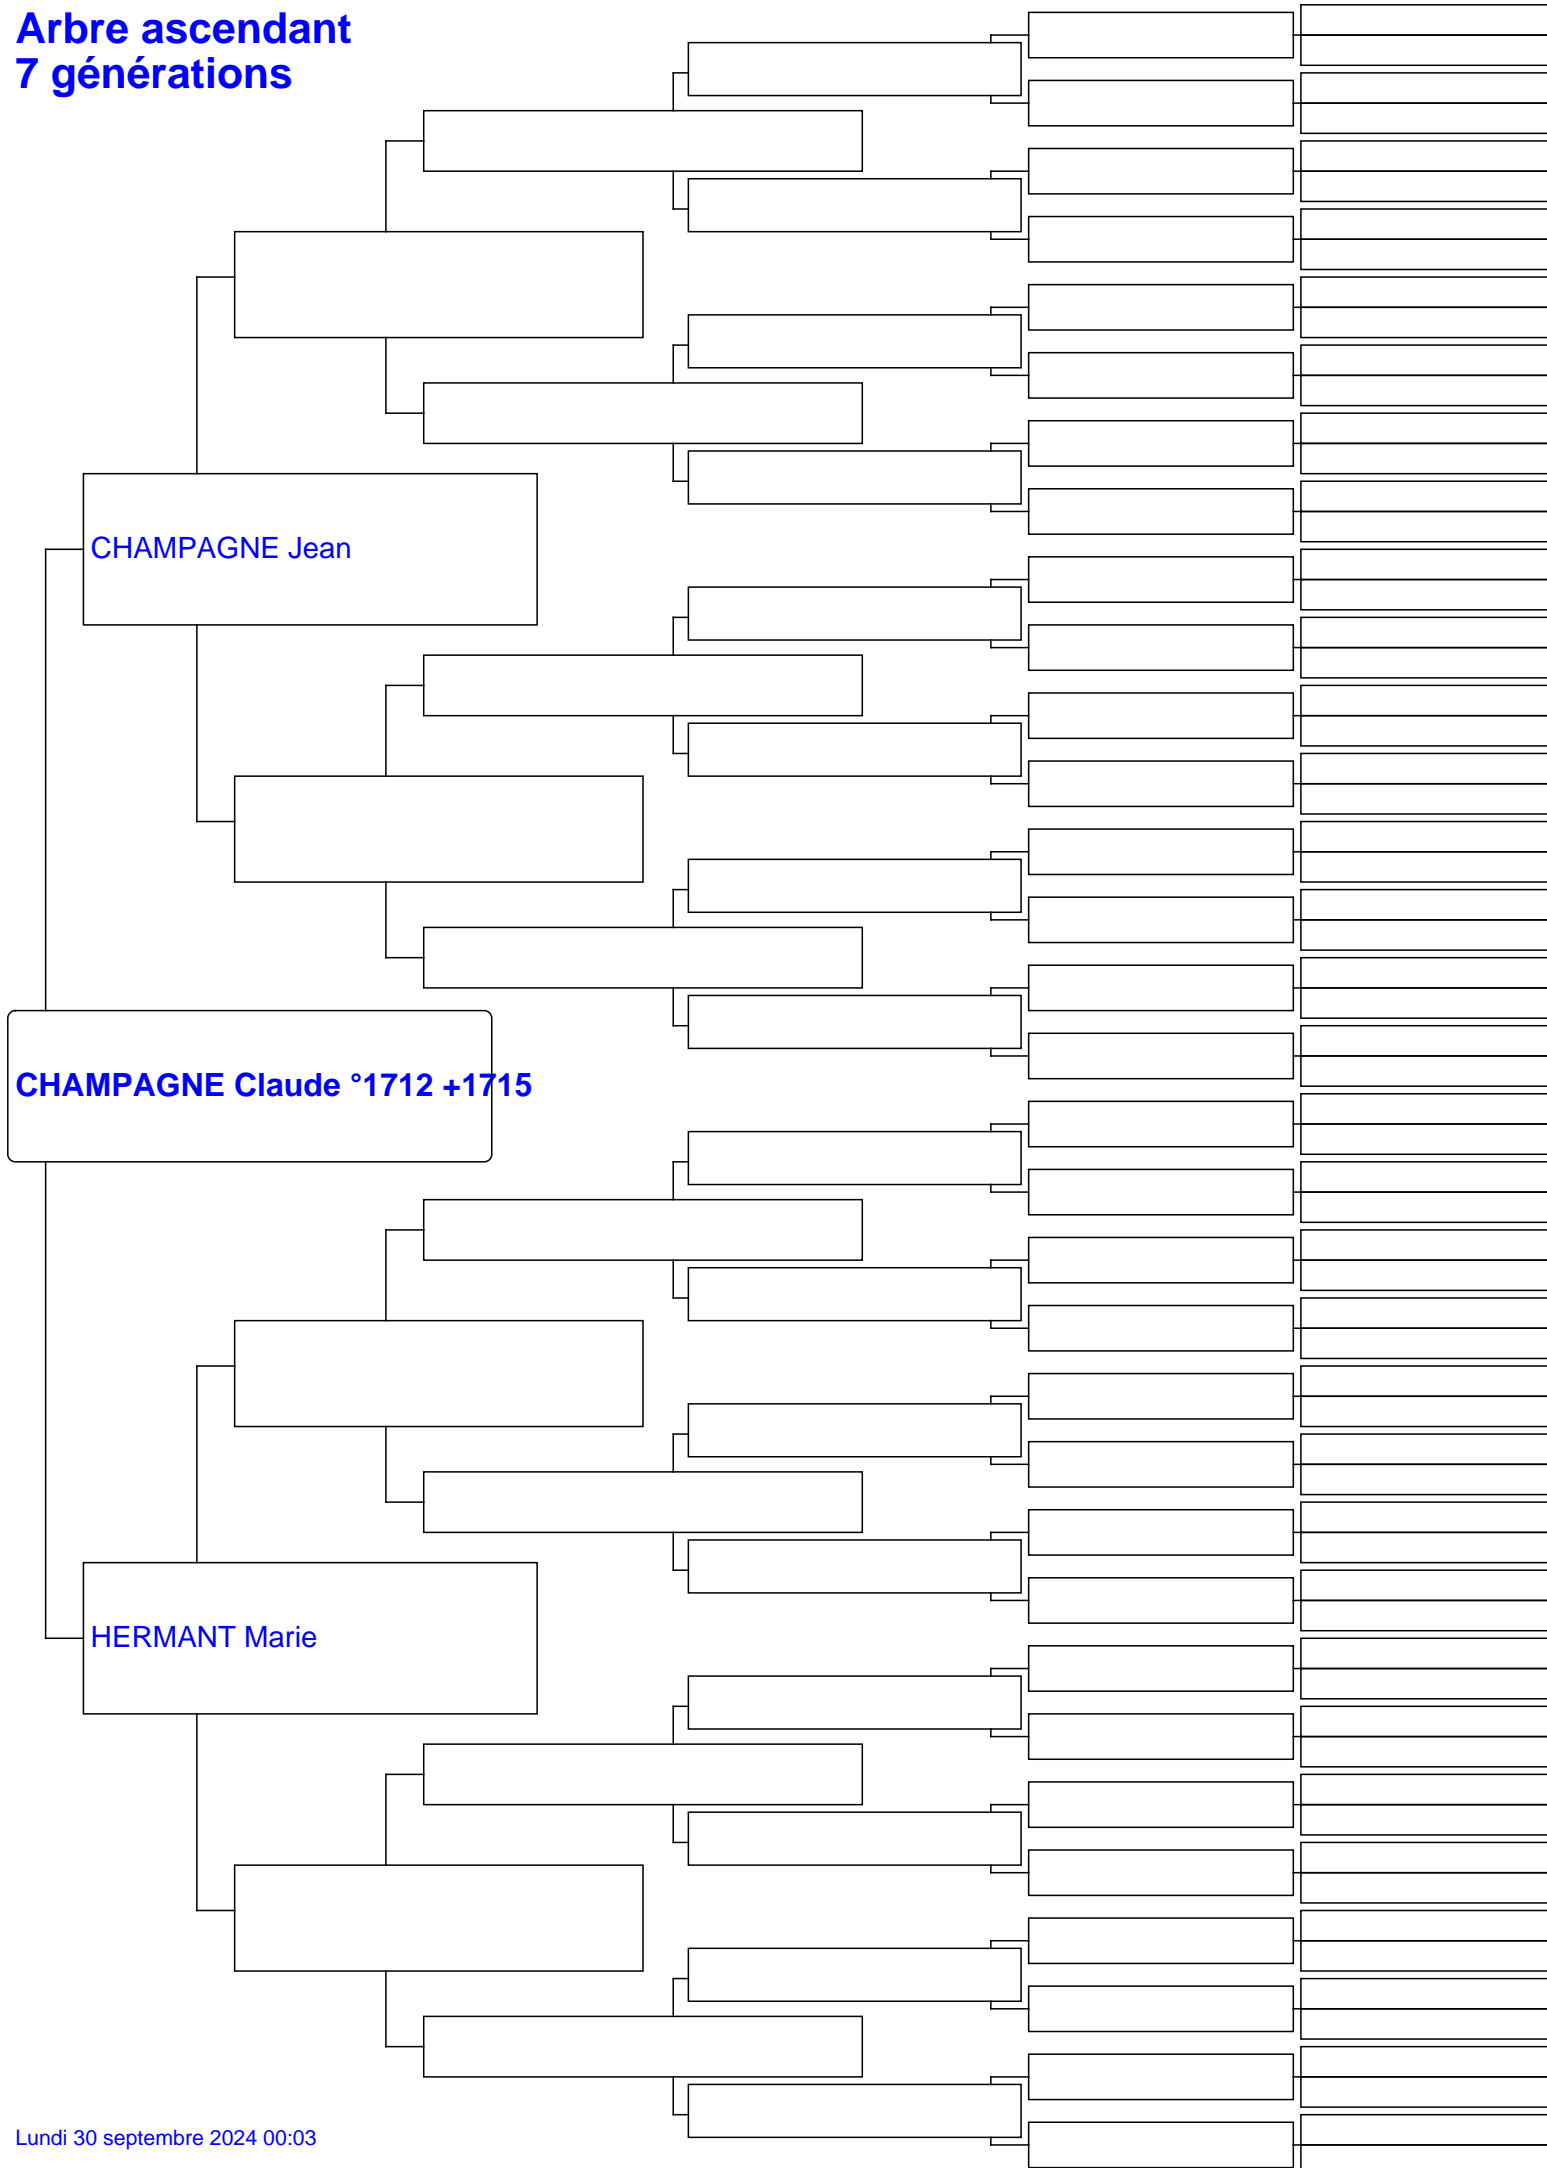 Arbre ascendant
7 générations
CHAMPAGNE Jean
CHAMPAGNE Claude °1712 +1715
HERMANT Marie
Lundi 30 septembre 2024 00:03